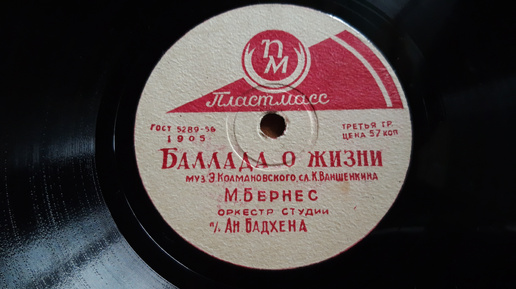 ПМ
Пластмасс
ГОСТ 5289-56
1905
ТРЕТЬЯ ГР.
ЦЕНА 57 КОП
БАЛЛАДА О ЖИЗНИ
МУЗ. Э.КОЛМАНОВСКОГО, СЛ. К.ВАНШЕНКИНА
М.БЕРНЕС
ОРКЕСТР СТУДИИ
П/. АН БАДХЕНА